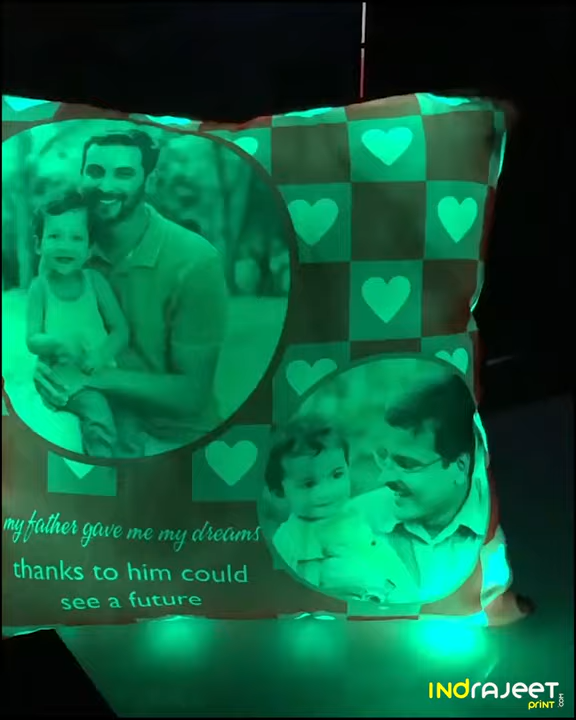 my father gave me my dreams
thanks to him could
see a future
INDRAJEET
PRINT .COM